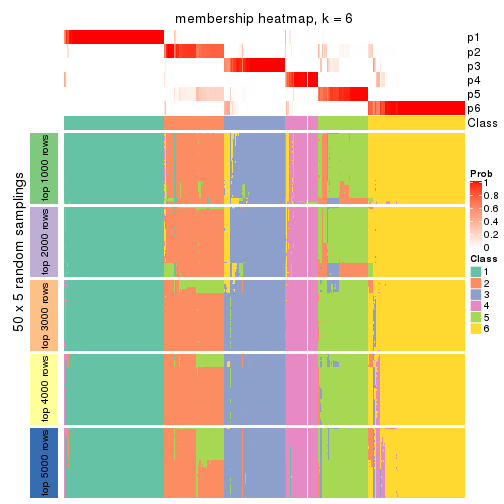 membership heatmap, k = 6
p1
p2
p3
p4
p5
p6
Class
50 x 5 random samplings
top 1000 rows
top 2000 rows
top 3000 rows
top 4000 rows
top 5000 rows
Prob
1
0.8
0.6
0.4
0.2
0
Class
1
2
3
4
5
6